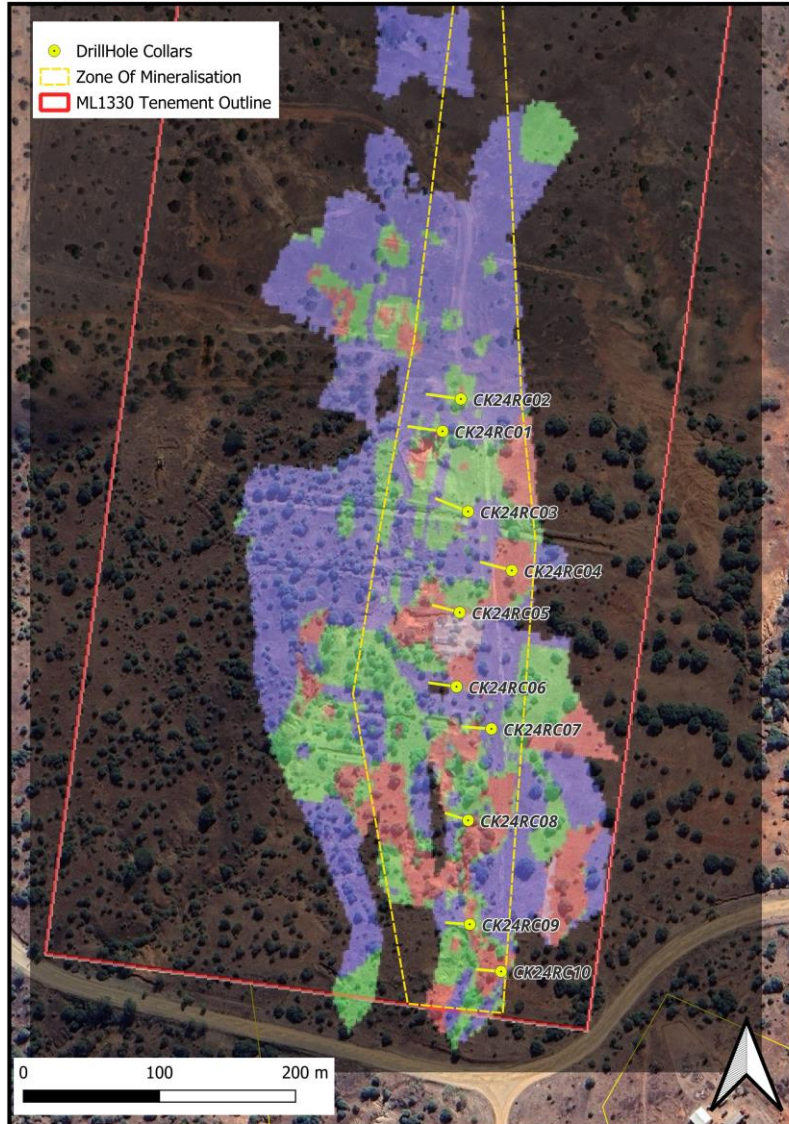 DrillHole Collars
Zone Of Mineralisation
ML1330 Tenement Outline
CK24RC02
CK24RC01
CK24RC03
CK24RC04
CK24RC05
CK24RC06
CK24RC07
CK24RC08
CK24RC09
CK24RC10
0 100 200 m